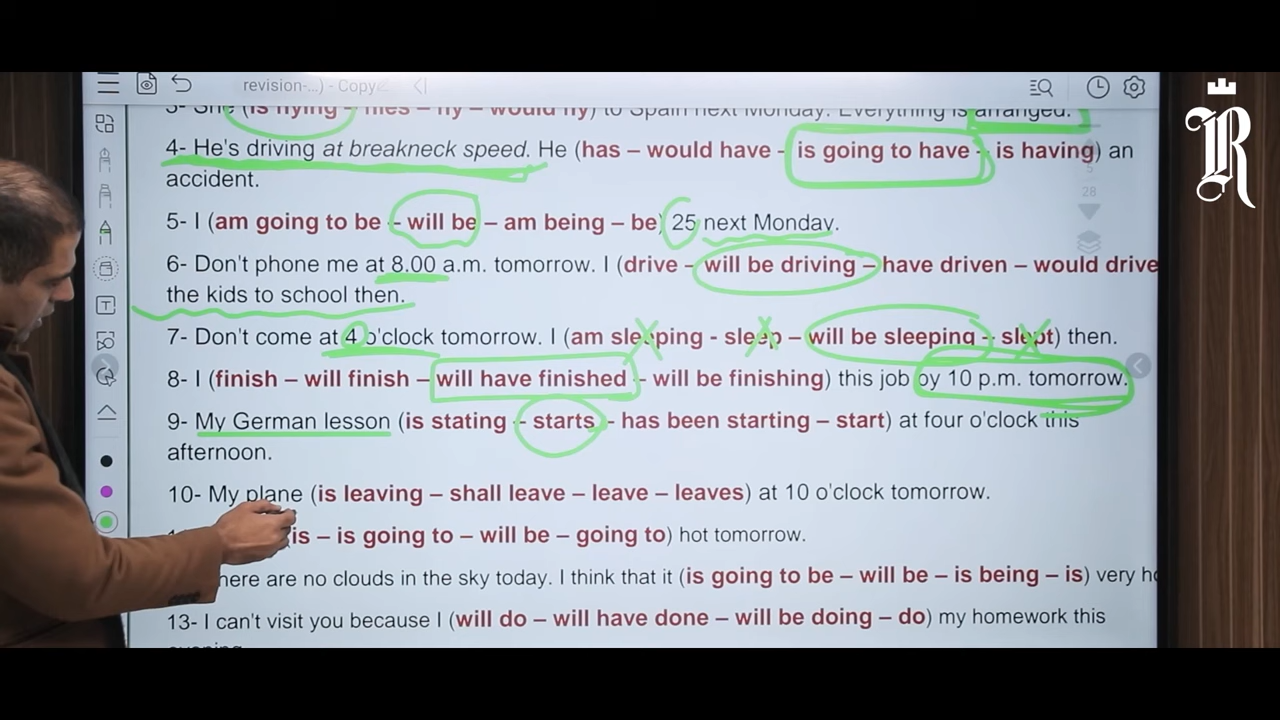 revision-...) - Copy
3- She (is flying – flies – fly – would fly) to Spain next Monday. Everything is arranged.
4- He's driving at breakneck speed. He (has – would have – is going to have – is having) an
accident.
5- I (am going to be – will be – am being – be) 25 next Monday.
6- Don't phone me at 8.00 a.m. tomorrow. I (drive – will be driving – have driven – would drive
the kids to school then.
7- Don't come at 4 o'clock tomorrow. I (am sleeping - sleep – will be sleeping – slept) then.
8- I (finish – will finish – will have finished – will be finishing) this job by 10 p.m. tomorrow.
9- My German lesson (is stating – starts – has been starting – start) at four o'clock this
afternoon.
10- My plane (is leaving – shall leave – leave – leaves) at 10 o'clock tomorrow.
(is – is going to – will be – going to) hot tomorrow.
here are no clouds in the sky today. I think that it (is going to be – will be – is being – is) very
13- I can't visit you because I (will do – will have done – will be doing – do) my homework this
28
R